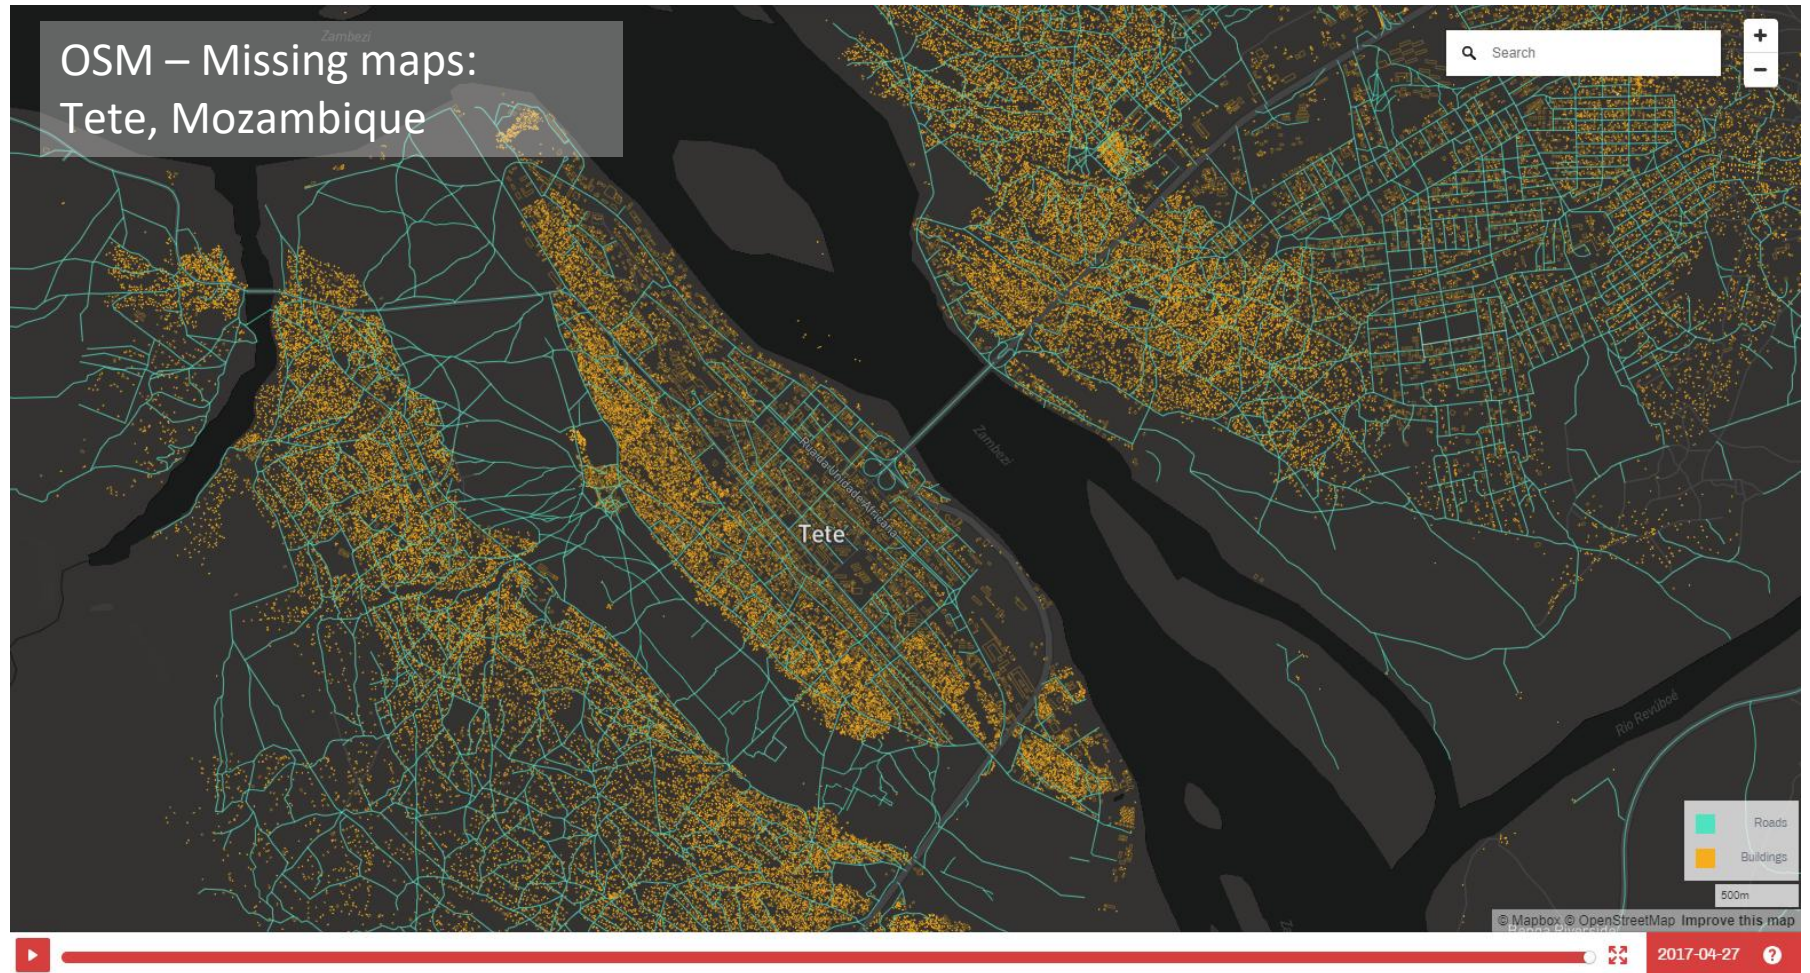 Zambezi
OSM – Missing maps:
Tete, Mozambique
Search
+
−
Zambezi
Tete
Rio Revúboé
Roads
Buildings
500m
© Mapbox © OpenStreetMap Improve this map
2017-04-27
?